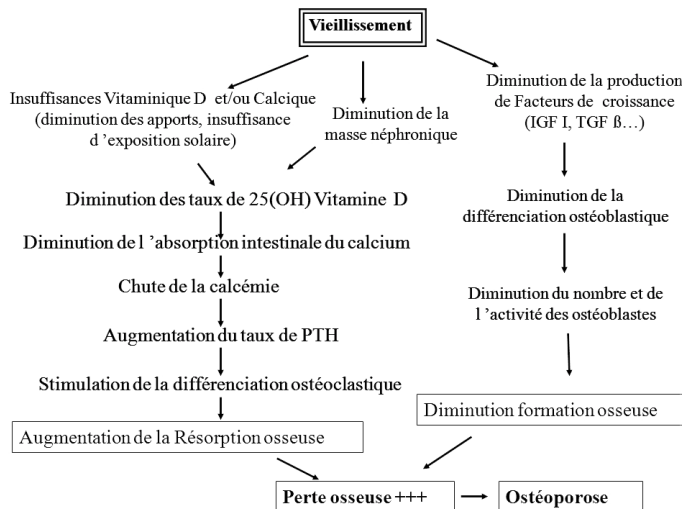 Vieillissement
Insuffisances Vitaminique D et/ou Calcique
(diminution des apports, insuffisance
d 'exposition solaire)
Diminution de la
masse néphronique
Diminution de la production
de Facteurs de croissance
(IGF I, TGF ß…)
Diminution des taux de 25(OH) Vitamine D
Diminution de la
différenciation ostéoblastique
Diminution de l 'absorption intestinale du calcium
Chute de la calcémie
Diminution du nombre et de
l 'activité des ostéoblastes
Augmentation du taux de PTH
Stimulation de la différenciation ostéoclastique
Diminution formation osseuse
Augmentation de la Résorption osseuse
Perte osseuse +++
Ostéoporose